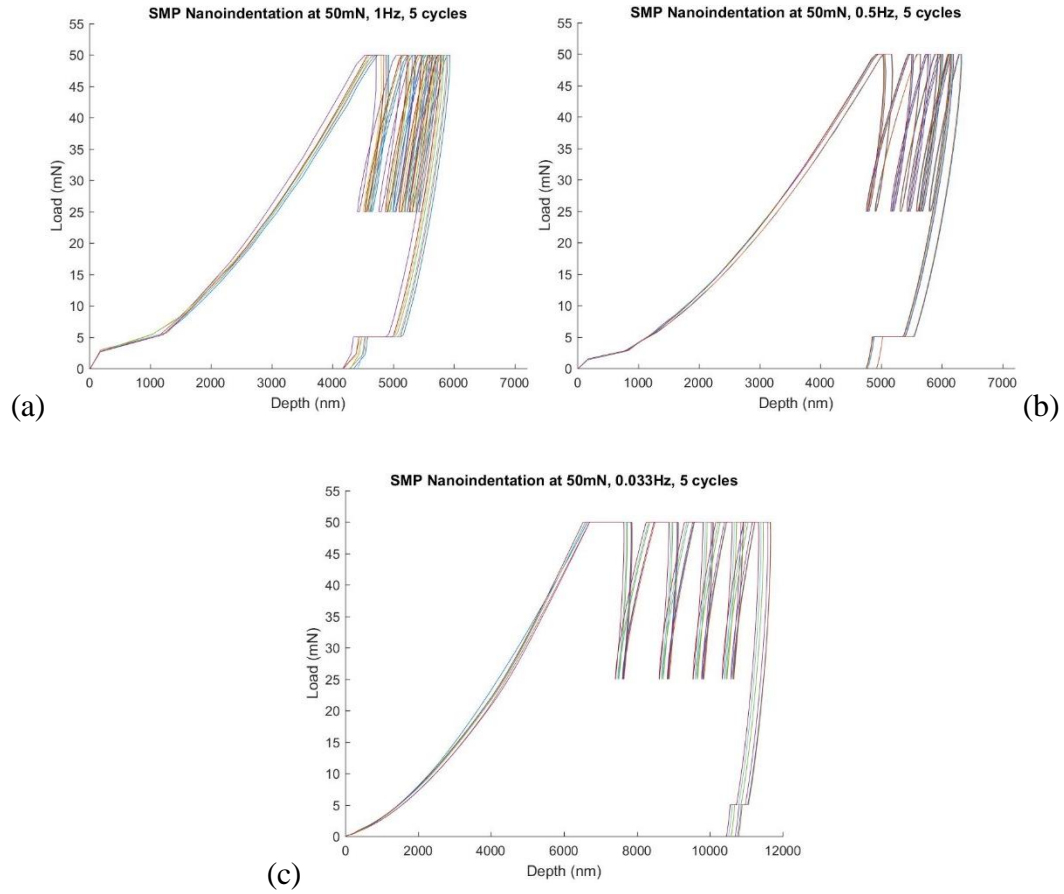 SMP Nanoindentation at 50mN, 1Hz, 5 cycles
55
50
45
40
35
30
25
20
15
10
5
0
Load (mN)
0 1000 2000 3000 4000 5000 6000 7000
Depth (nm)
(a)
SMP Nanoindentation at 50mN, 0.5Hz, 5 cycles
55
50
45
40
35
30
25
20
15
10
5
0
Load (mN)
0 1000 2000 3000 4000 5000 6000 7000
Depth (nm)
(b)
SMP Nanoindentation at 50mN, 0.033Hz, 5 cycles
55
50
45
40
35
30
25
20
15
10
5
0
Load (mN)
0 2000 4000 6000 8000 10000 12000
Depth (nm)
(c)